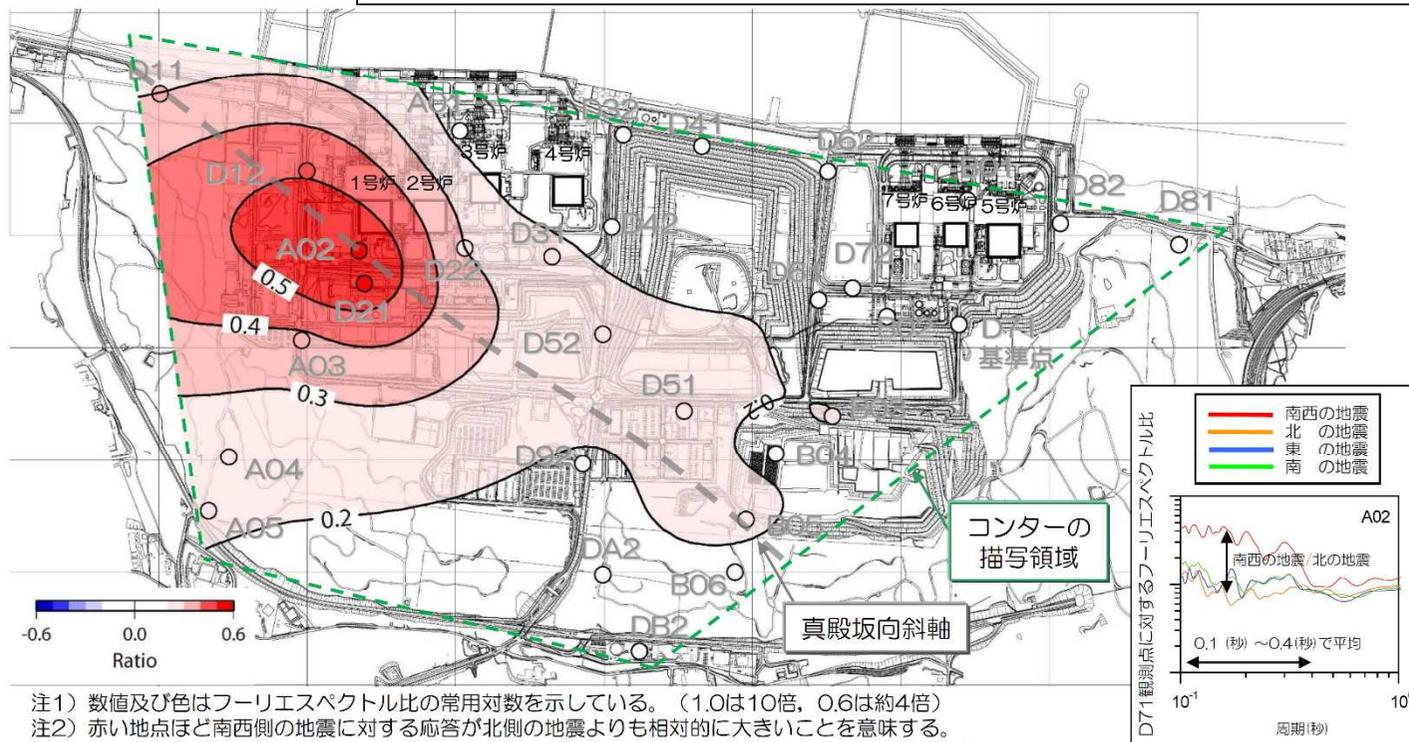 D11
A01
3号炉
4号炉
D32
D41
D62
D82
D81
D12
1号炉
2号炉
7号炉
6号炉
5号炉
A02
D22
D31
D42
D72
0.5
D21
0.4
A03
D52
D71
基準点
0.3
D51
0.2
A04
B04
A05
0.2
B05
DA2
B06
DB2
コンターの
描写領域
真殿坂向斜軸
-0.6
0.0
0.6
Ratio
南西の地震
北 の地震
東 の地震
南 の地震
D71観測点に対するフーリエスペクトル比
A02
南西の地震/北の地震
0.1 (秒) ～0.4(秒)で平均
10⁻¹
10⁰
周期(秒)
注1）数値及び色はフーリエスペクトル比の常用対数を示している。（1.0は10倍，0.6は約4倍）
注2）赤い地点ほど南西側の地震に対する応答が北側の地震よりも相対的に大きいことを意味する。